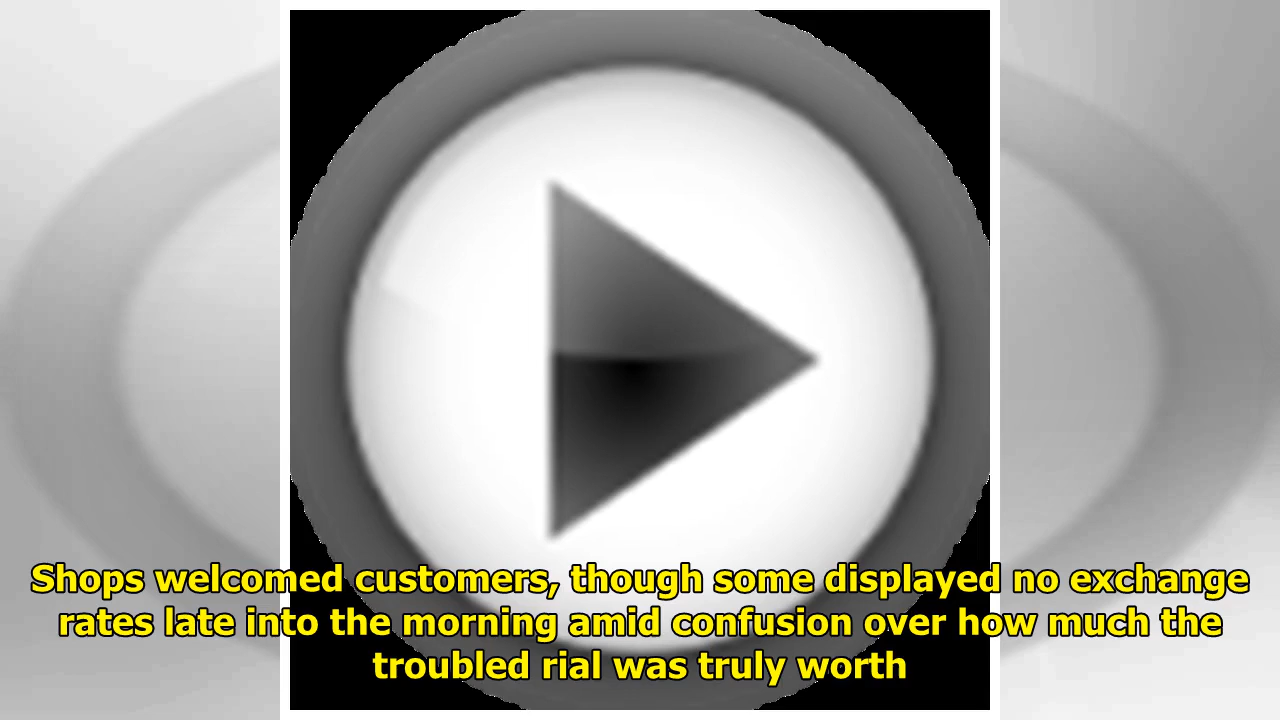 Shops welcomed customers, though some displayed no exchange
rates late into the morning amid confusion over how much the
troubled rial was truly worth